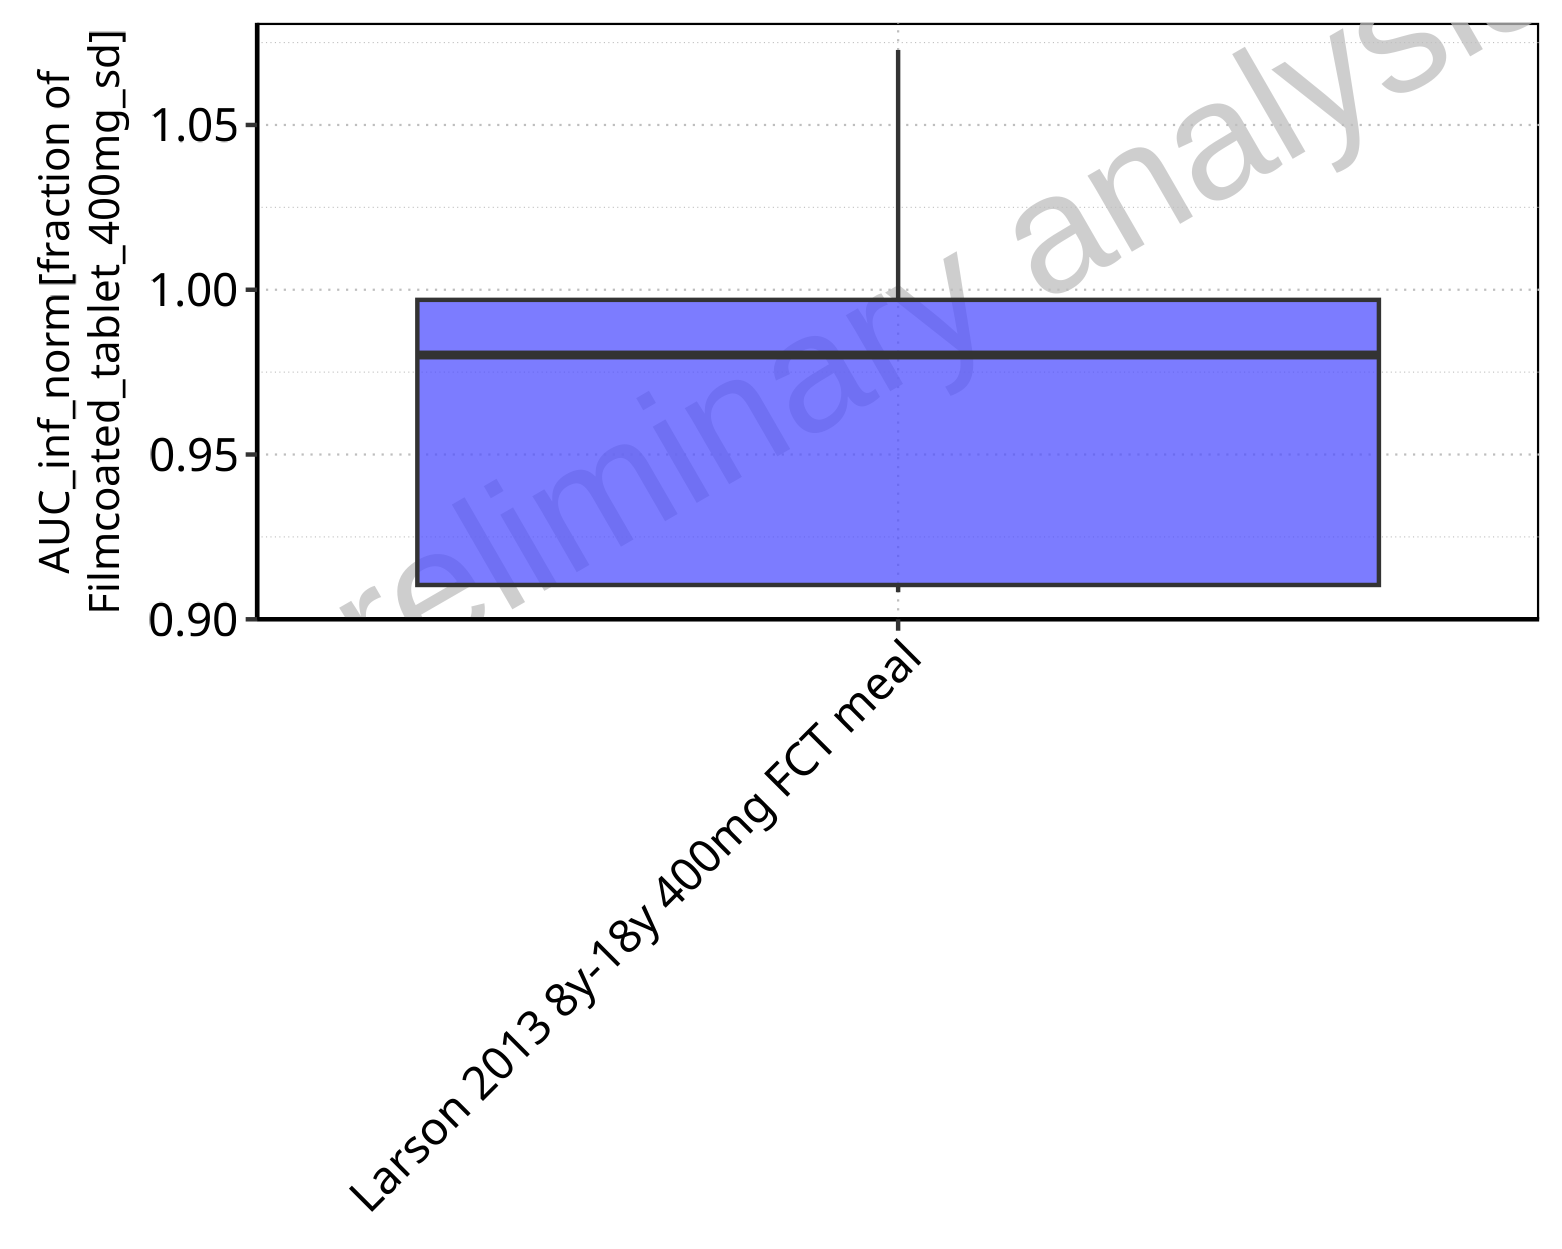 AUC_inf_norm [fraction of
Filmcoated_tablet_400mg_sd]
1.05
1.00
0.95
0.90
reliminary analysis
Larson 2013 8y-18y 400mg FCT meal